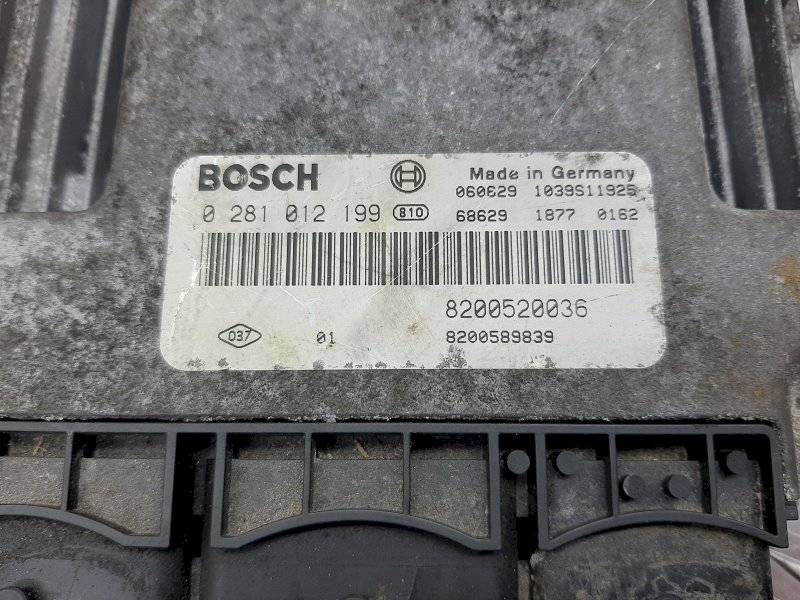 BOSCH Made in Germany
060629 1039S11925
0 281 012 199 810 68629 1877 0162
8200520036
037 01 8200589839